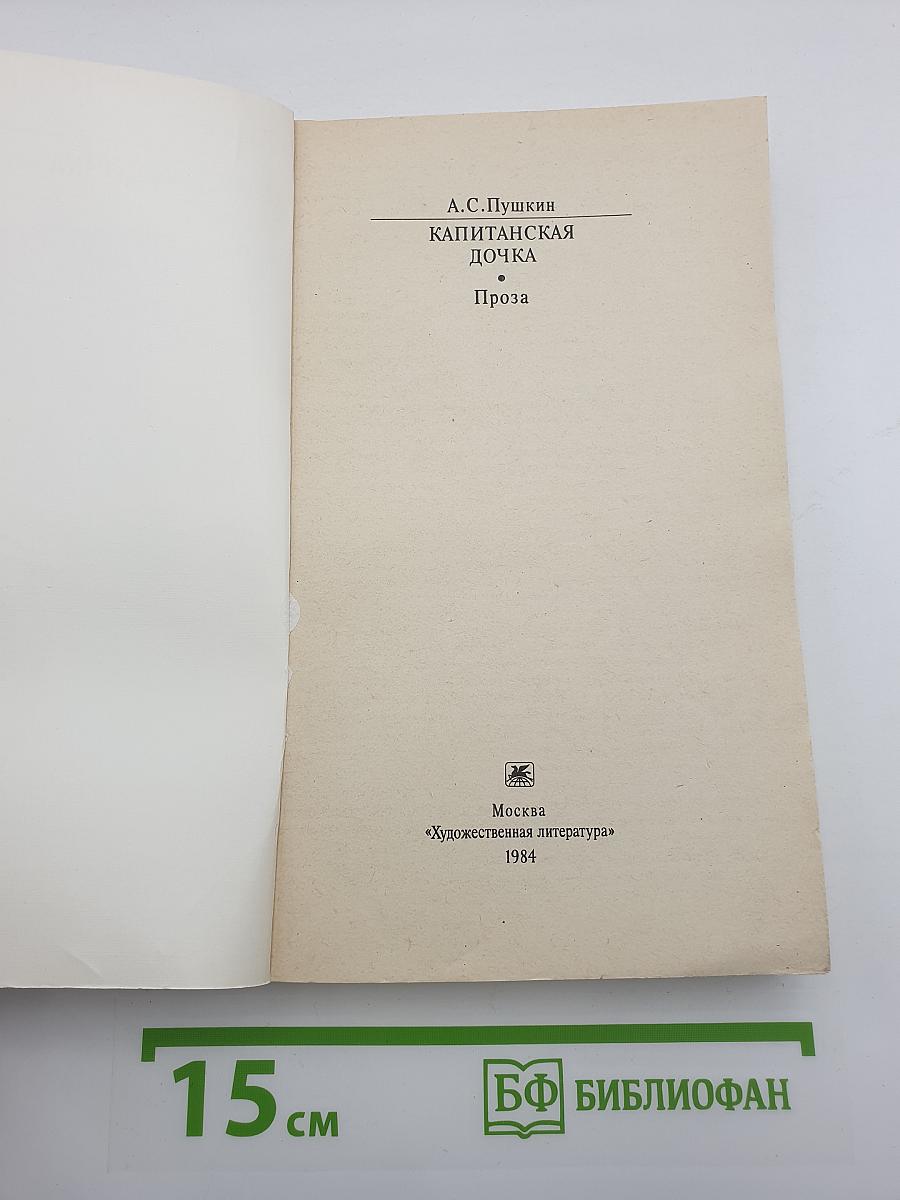 А.С.Пушкин
КАПИТАНСКАЯ
ДОЧКА
•
Проза
Москва
«Художественная литература»
1984
15 см
БФ БИБЛИОФАН